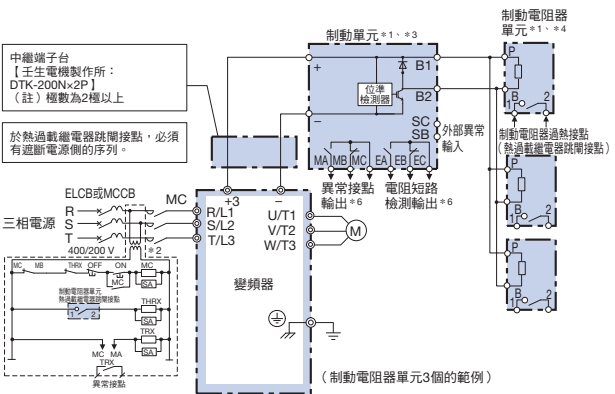 制動電阻器
單元*1、*4
制動單元*1、*3
中繼端子台
【壬生電機製作所：
DTK-200N×2P】
（註）極數為2極以上
於熱過載繼電器跳閘接點，必須
有遮斷電源側的序列。
+
−
位準
檢測器
B1
B2
SC
SB
外部異常
輸入
MA
MB
MC
EA
EB
EC
異常接點
輸出*6
電阻短路
檢測輸出*6
P
B
1
2
制動電阻器過熱接點
（熱過載繼電器跳閘接點）
P
B
1
2
P
B
1
2
ELCB或MCCB
MC
三相電源
R
S
T
400/200 V
*2
R/L1
S/L2
T/L3
+3
−
U/T1
V/T2
W/T3
M
變頻器
MC
MB
THRX
OFF
ON
MC
MC
SA
制動電阻器單元
熱過載繼電器跳閘接點
1
2
THRX
SA
TRX
SA
MC
MA
TRX
異常接點
（制動電阻器單元3個的範例）